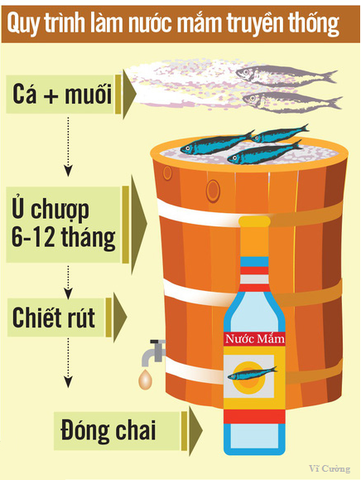 Quy trình làm nước mắm truyền thống
Cá + muối
Ủ chượp
6-12 tháng
Chiết rút
Nước Mắm
Đóng chai
Vĩ Cường